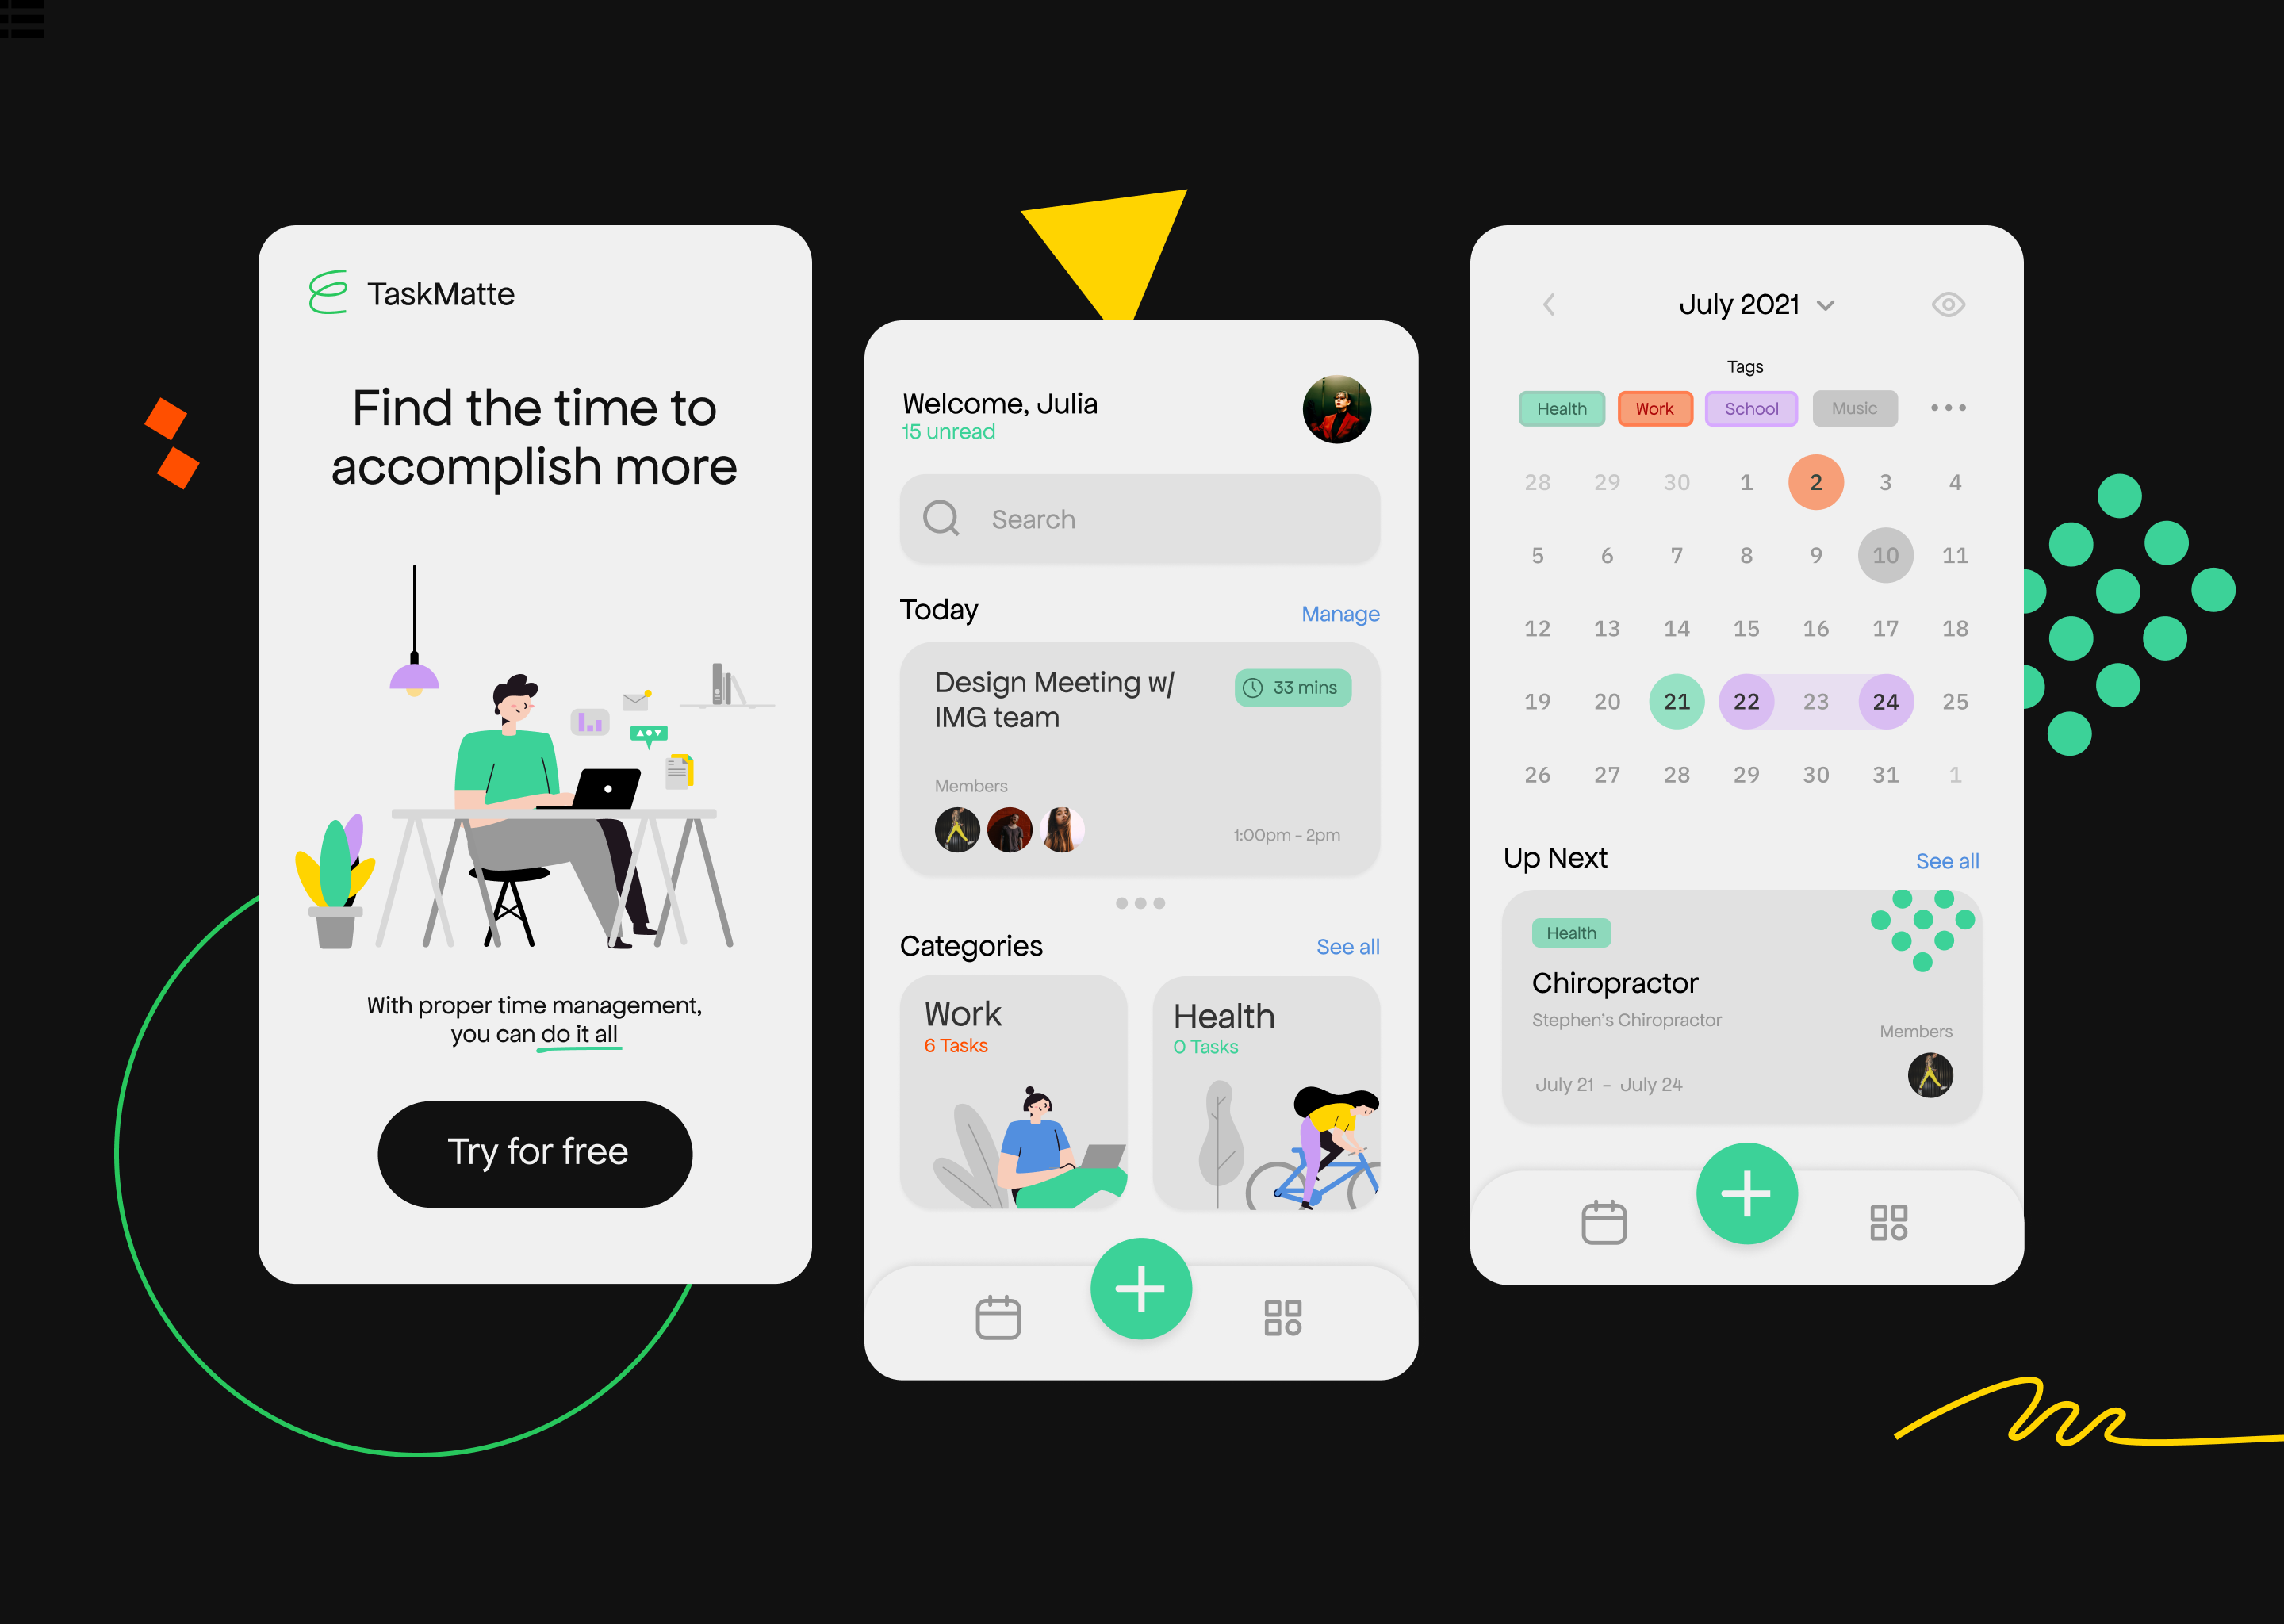 TaskMatte
Find the time to
accomplish more
With proper time management,
you can do it all
Try for free
Welcome, Julia
15 unread
Search
Today
Manage
Design Meeting w/
IMG team
33 mins
Members
1:00pm - 2pm
Categories
See all
Work
6 Tasks
Health
0 Tasks
July 2021
Tags
Health Work School Music
28 29 30 1 2 3 4
5 6 7 8 9 10 11
12 13 14 15 16 17 18
19 20 21 22 23 24 25
26 27 28 29 30 31 1
Up Next
See all
Health
Chiropractor
Stephen's Chiropractor
Members
July 21 - July 24